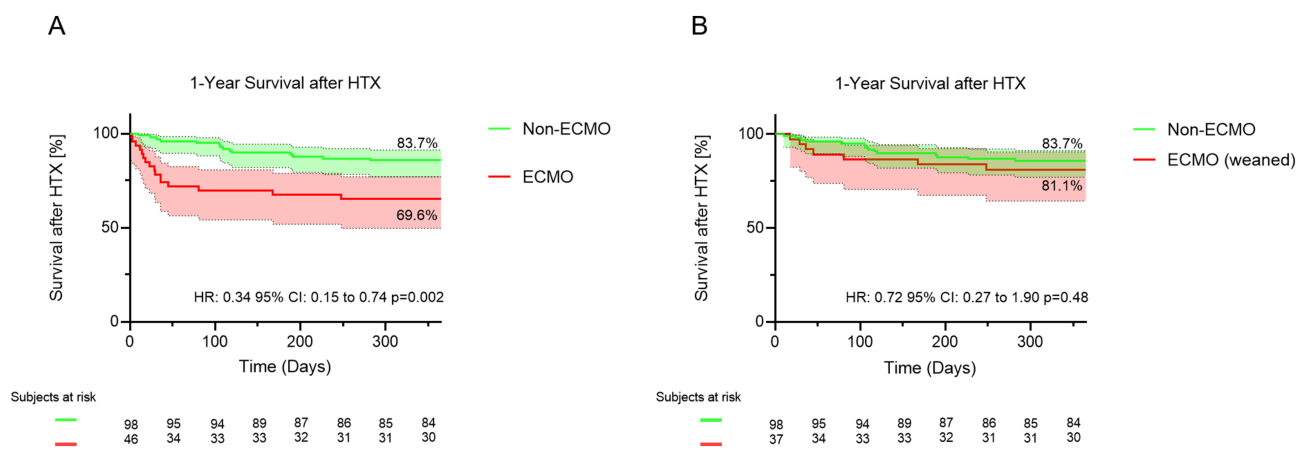 A
1-Year Survival after HTX
Survival after HTX [%]
100
50
0
83.7%
69.6%
HR: 0.34 95% CI: 0.15 to 0.74 p=0.002
0 100 200 300
Time (Days)
Non-ECMO
ECMO
Subjects at risk
98 95 94 89 87 86 85 84
46 34 33 33 32 31 31 30
B
1-Year Survival after HTX
Survival after HTX [%]
100
50
0
83.7%
81.1%
HR: 0.72 95% CI: 0.27 to 1.90 p=0.48
0 100 200 300
Time (Days)
Non-ECMO
ECMO (weaned)
Subjects at risk
98 95 94 89 87 86 85 84
37 34 33 33 32 31 31 30